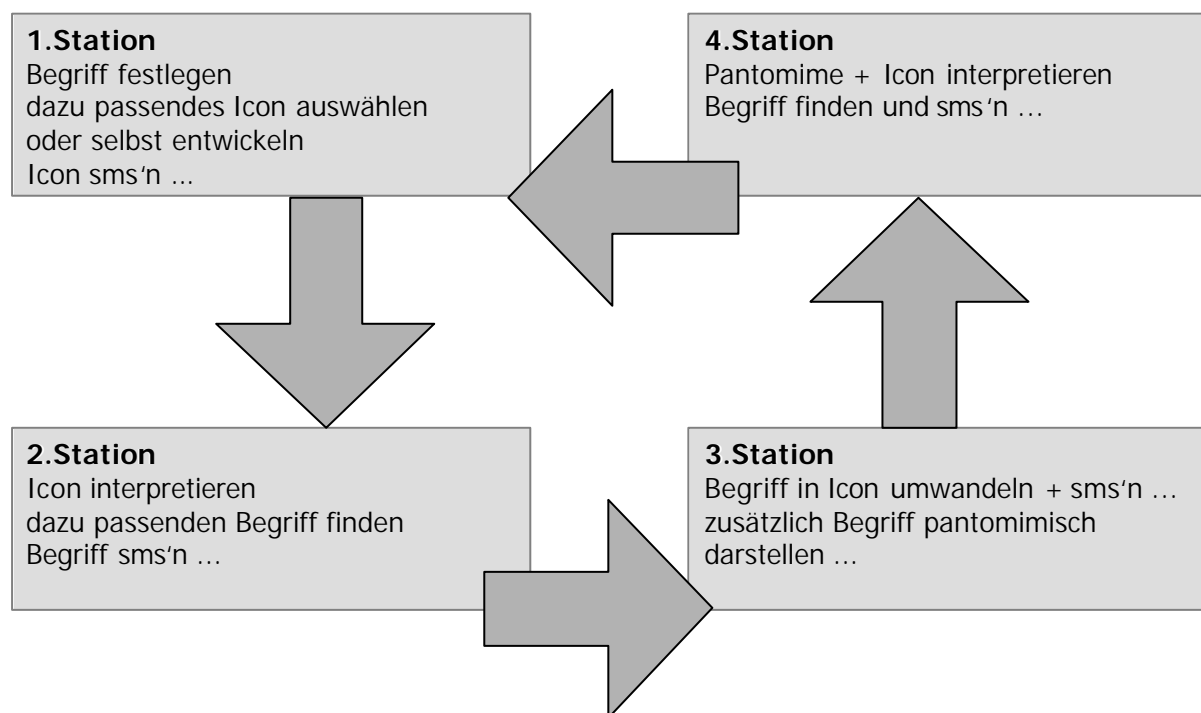 1.Station
Begriff festlegen
dazu passendes Icon auswählen
oder selbst entwickeln
Icon sms‘n ...
2.Station
Icon interpretieren
dazu passenden Begriff finden
Begriff sms‘n ...
3.Station
Begriff in Icon umwandeln + sms‘n ...
zusätzlich Begriff pantomimisch
darstellen ...
4.Station
Pantomime + Icon interpretieren
Begriff finden und sms‘n ...